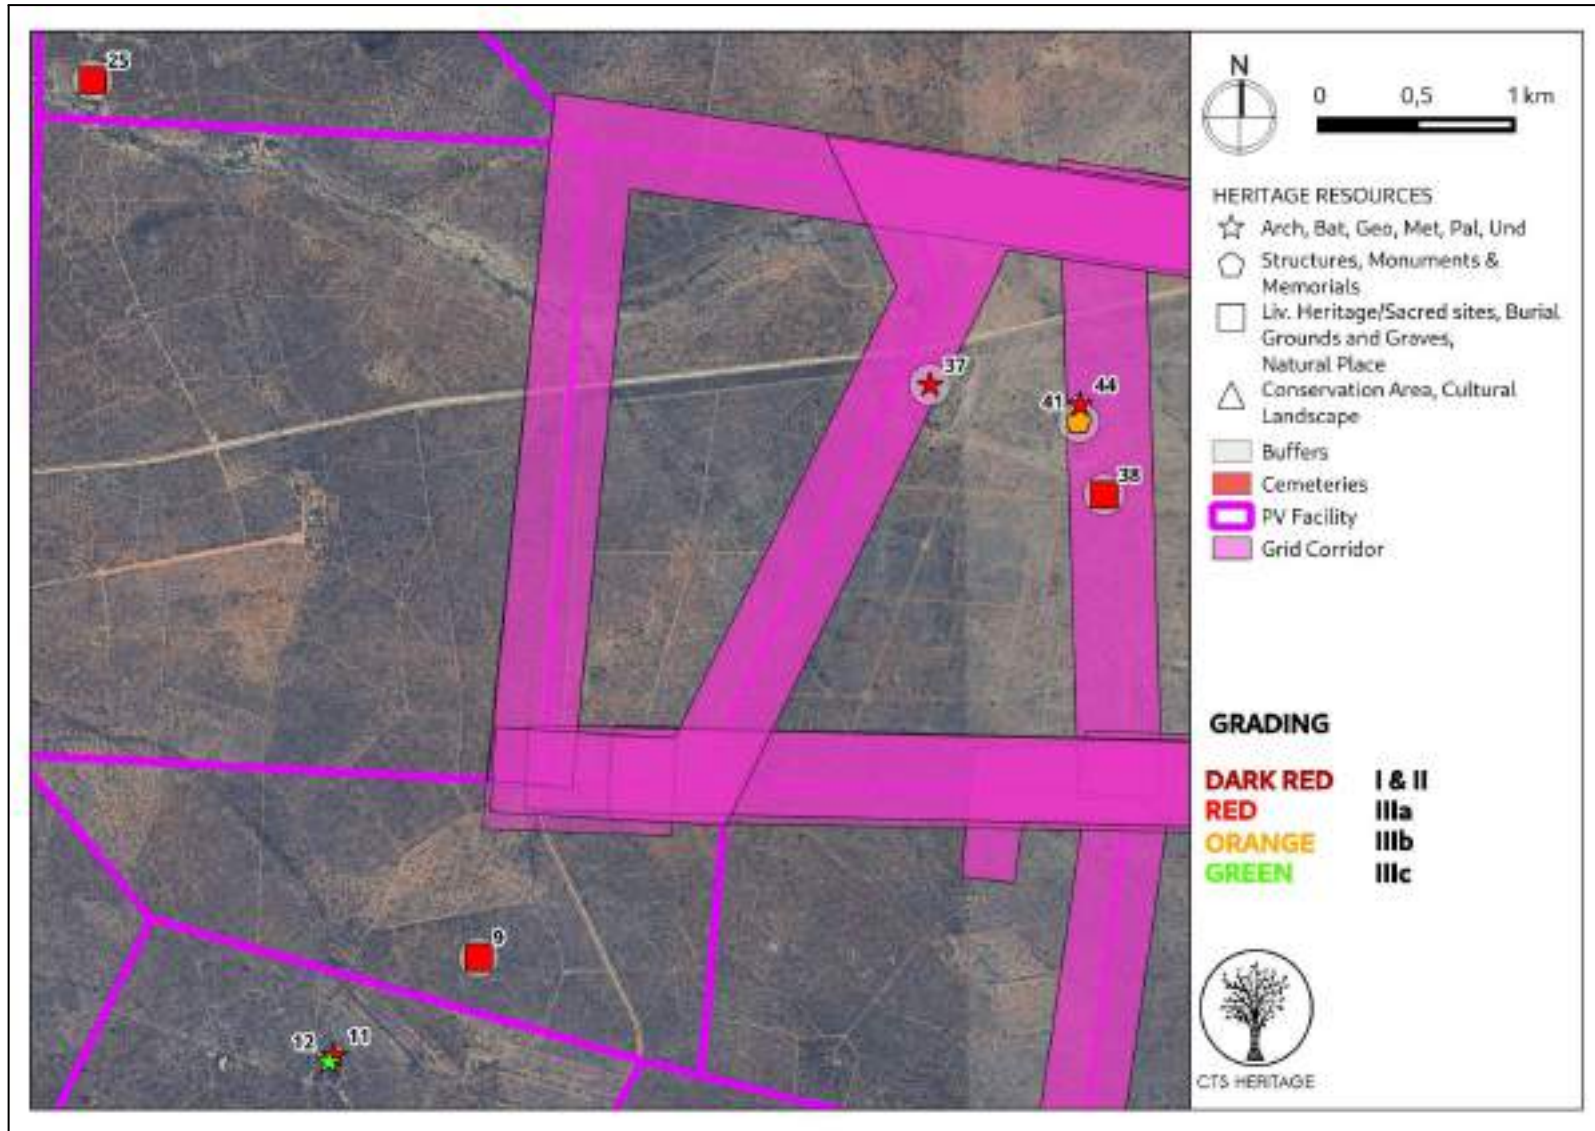 25
37
44
41
38
9
12
11
N
0 0,5 1 km
HERITAGE RESOURCES
Arch, Bat, Geo, Met, Pal, Und
Structures, Monuments &
Memorials
Liv. Heritage/Sacred sites, Burial
Grounds and Graves,
Natural Place
Conservation Area, Cultural
Landscape
Buffers
Cemeteries
PV Facility
Grid Corridor
GRADING
DARK RED I & II
RED IIIa
ORANGE IIIb
GREEN IIIc
CTS HERITAGE